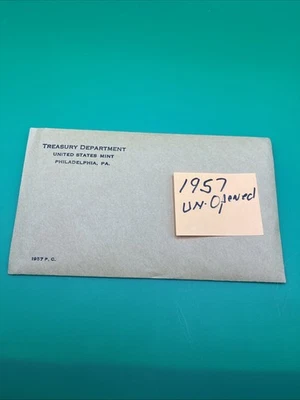 TREASURY DEPARTMENT
UNITED STATES MINT
PHILADELPHIA, PA.
1957
UN-Opened
1957 P. C.